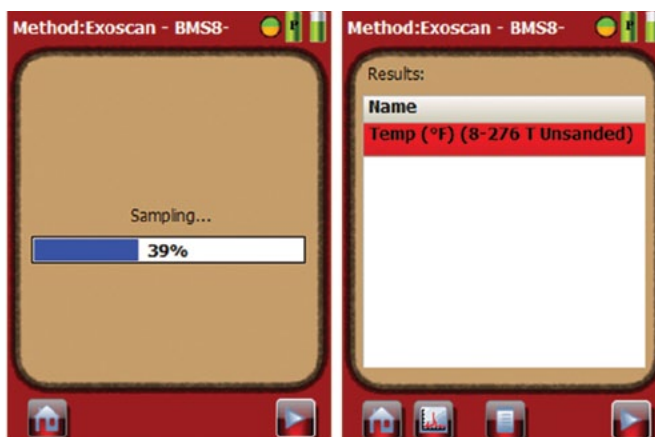 Method:Exoscan - BMS8-
P
Sampling...
39%
Method:Exoscan - BMS8-
P
Results:
Name
Temp (°F) (8-276 T Unsanded)